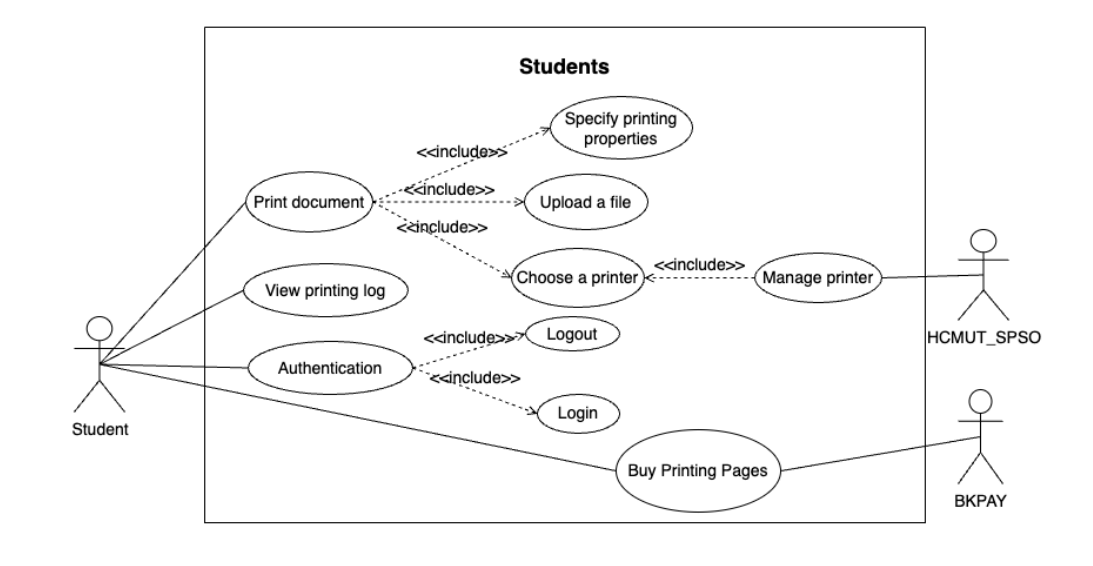 Students
Specify printing
properties
<<include>>
Print document
<<include>>
Upload a file
<<include>>
Choose a printer
<<include>>
Manage printer
View printing log
HCMUT_SPSO
<<include>>
Logout
Authentication
<<include>>
Login
Student
Buy Printing Pages
BKPAY